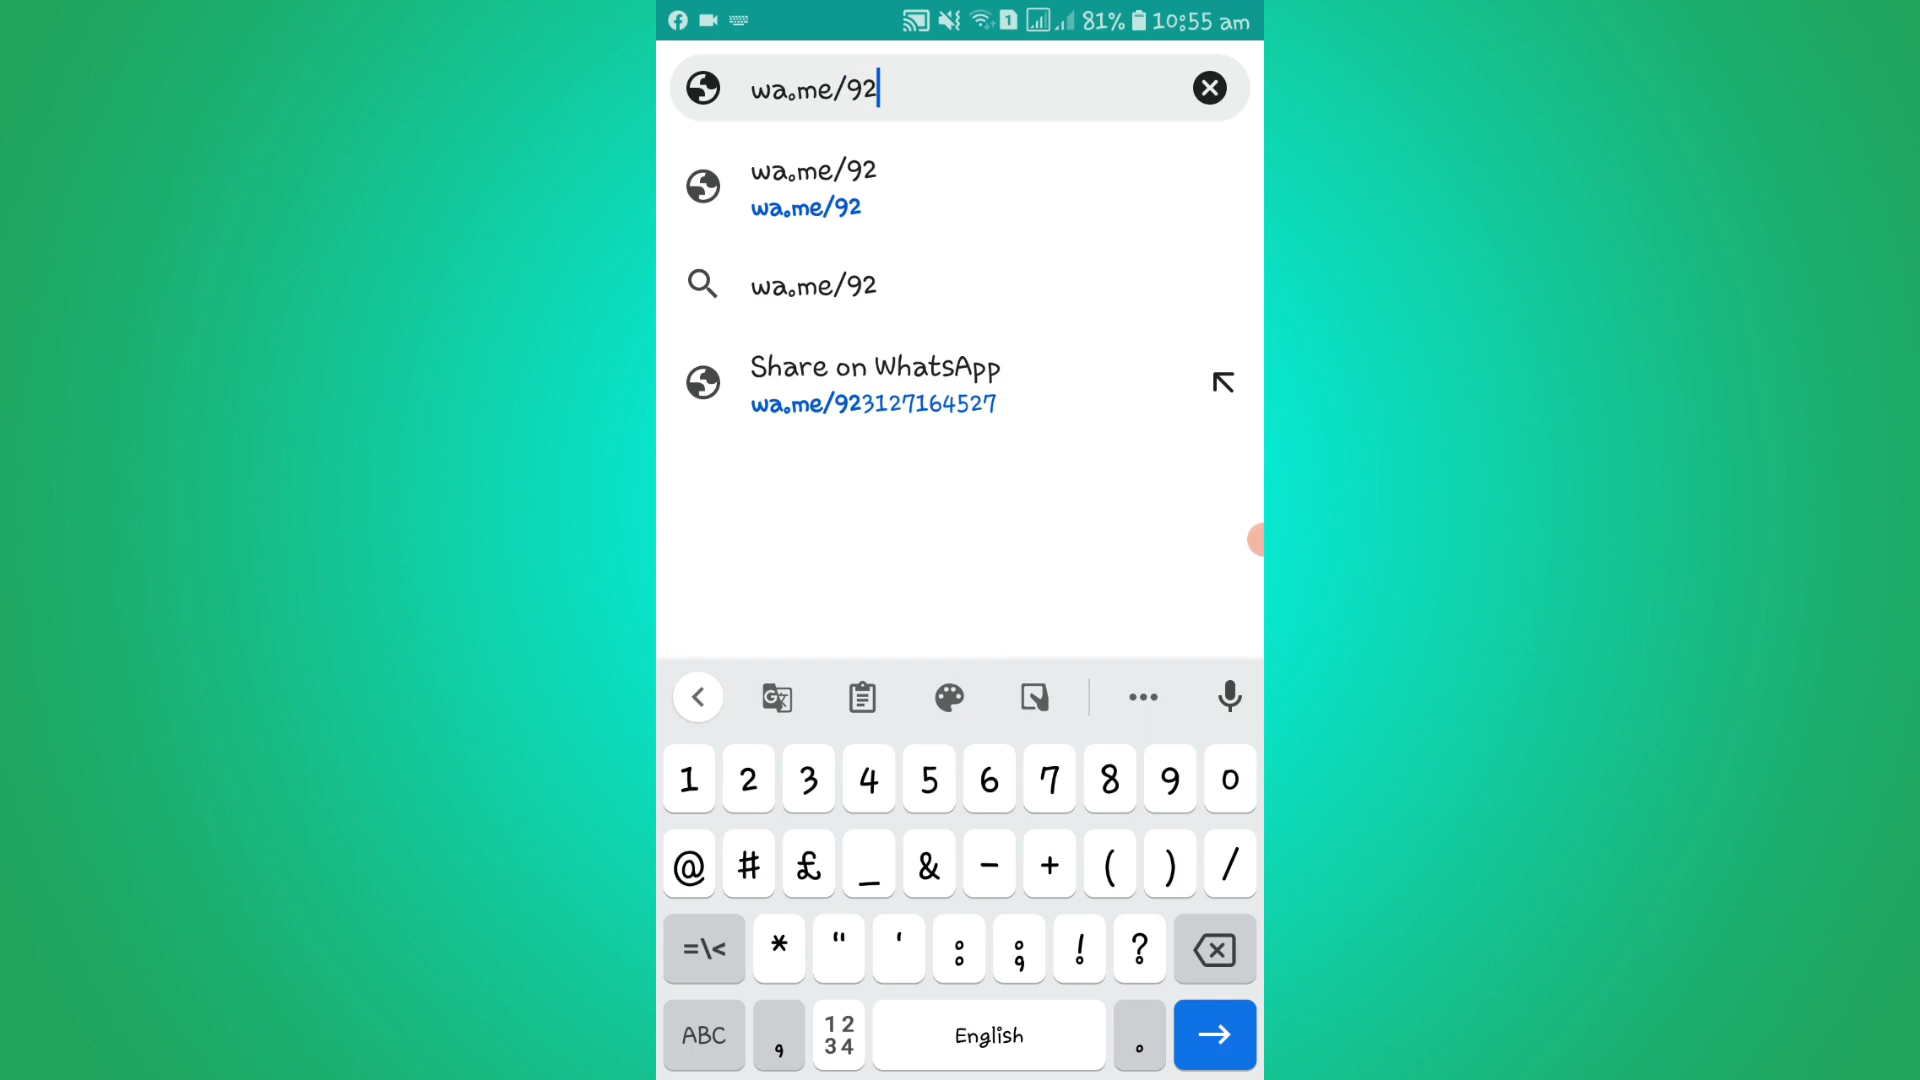 1 81% 10:55 am
wa.me/92
wa.me/92
wa.me/92
wa.me/92
Share on WhatsApp
wa.me/923127164527
G
1 2 3 4 5 6 7 8 9 0
@ # £ _ & - + ( ) /
=\< * " ' : ; ! ?
ABC , 12 34 English .